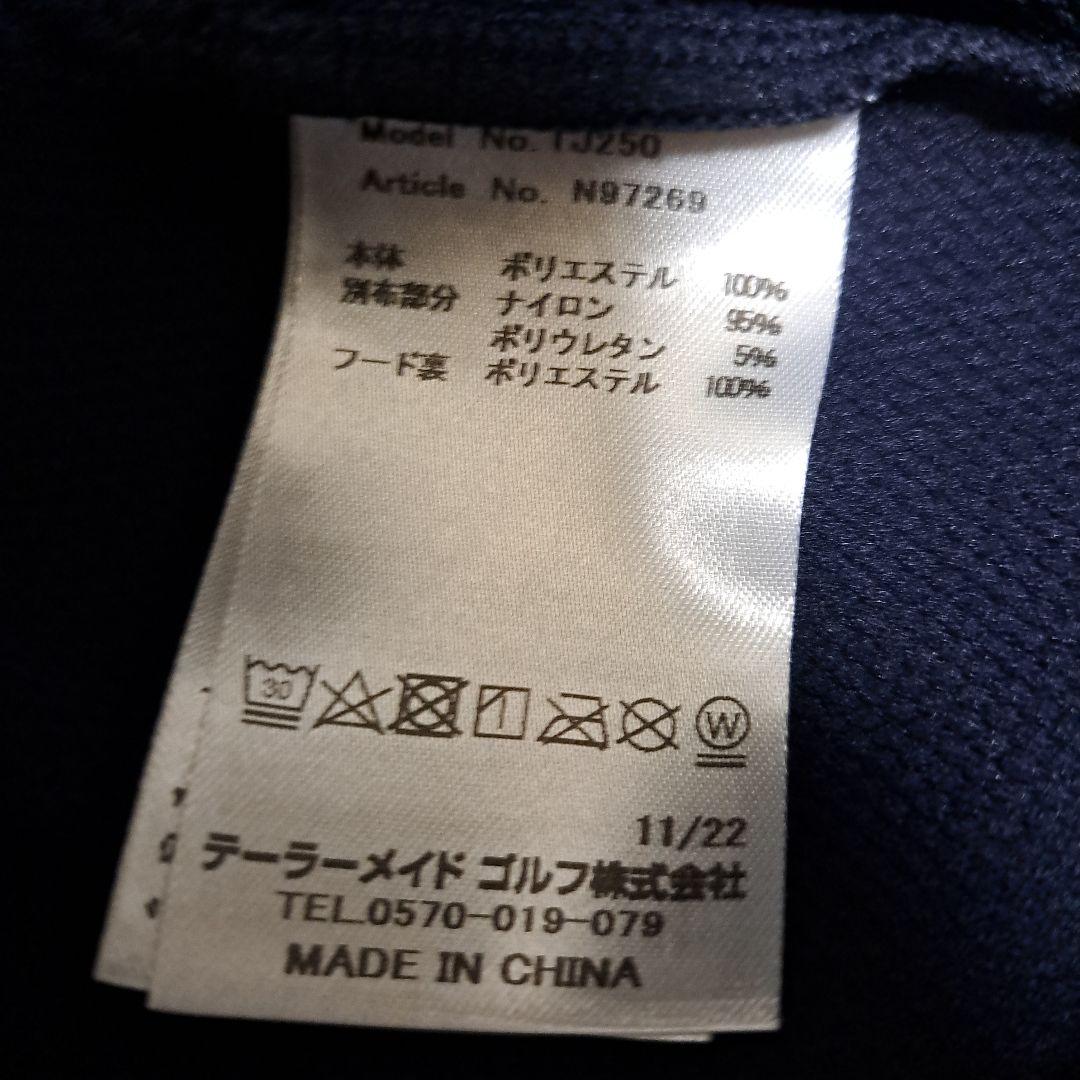 Model No. TJ250
Article No. N97269
本体 ポリエステル 100%
別布部分 ナイロン 95%
ポリウレタン 5%
フード裏 ポリエステル 100%
30
W
11/22
テーラーメイド ゴルフ株式会社
TEL.0570-019-079
MADE IN CHINA